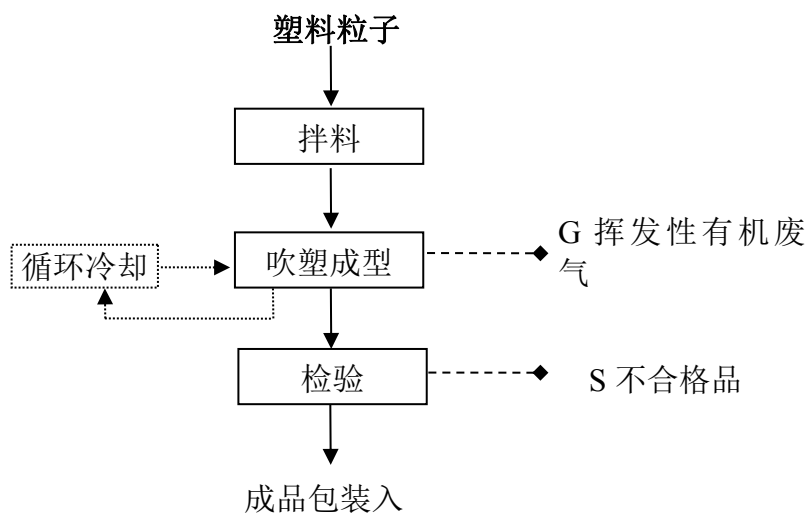 塑料粒子
拌料
G 挥发性有机废
气
循环冷却
吹塑成型
检验
S 不合格品
成品包装入